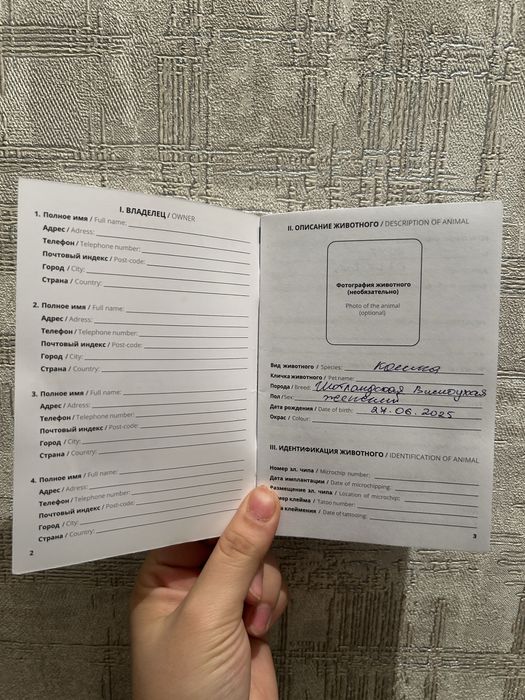 I. ВЛАДЕЛЕЦ / OWNER
1. Полное имя / Full name:
Адрес / Adress:
Телефон / Telephone number:
Почтовый индекс / Post-code:
Город / City:
Страна / Country:
2. Полное имя / Full name:
Адрес / Adress:
Телефон / Telephone number:
Почтовый индекс / Post-code:
Город / City:
Страна / Country:
3. Полное имя / Full name:
Адрес / Adress:
Телефон / Telephone number:
Почтовый индекс / Post-code:
Город / City:
Страна / Country:
4. Полное имя / Full name:
Адрес / Adress:
Телефон / Telephone number:
Почтовый индекс / Post-code:
Город / City:
Страна / Country:
2
II. ОПИСАНИЕ ЖИВОТНОГО / DESCRIPTION OF ANIMAL
Фотография животного
(необязательно)
Photo of the animal
(optional)
Вид животного / Species: Кошка
Кличка животного / Pet name:
Порода / Breed: Шотландская Вислоухая
Пол / Sex: женский
Дата рождения / Date of birth: 24.06.2025
Окрас / Colour:
III. ИДЕНТИФИКАЦИЯ ЖИВОТНОГО / IDENTIFICATION OF ANIMAL
Номер эл. чипа / Microchip number:
Дата имплантации / Date of microchipping:
Размещение эл. чипа / Location of microchip:
клейма / Tatoo number:
клеймения / Date of tattooing:
3